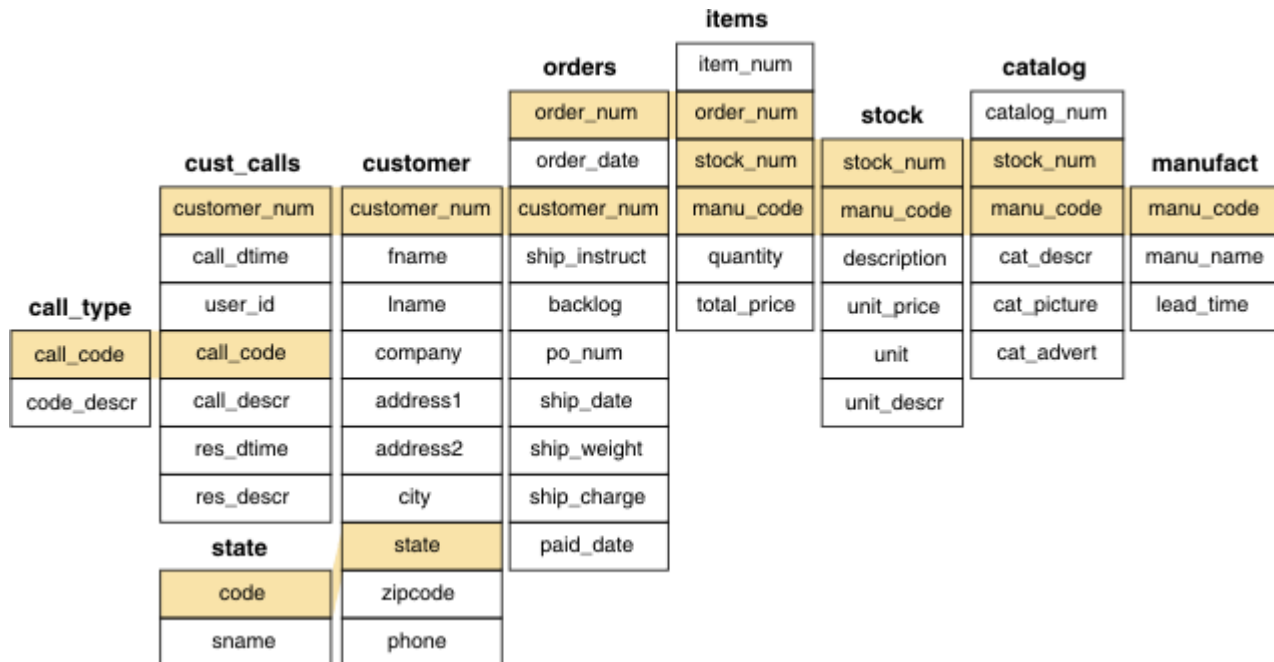 call_type
call_code
code_descr
cust_calls
customer_num
call_dtime
user_id
call_code
call_descr
res_dtime
res_descr
state
code
sname
customer
customer_num
fname
lname
company
address1
address2
city
state
zipcode
phone
orders
order_num
order_date
customer_num
ship_instruct
backlog
po_num
ship_date
ship_weight
ship_charge
paid_date
items
item_num
order_num
stock_num
manu_code
quantity
total_price
stock
stock_num
manu_code
description
unit_price
unit
unit_descr
catalog
catalog_num
stock_num
manu_code
cat_descr
cat_picture
cat_advert
manufact
manu_code
manu_name
lead_time